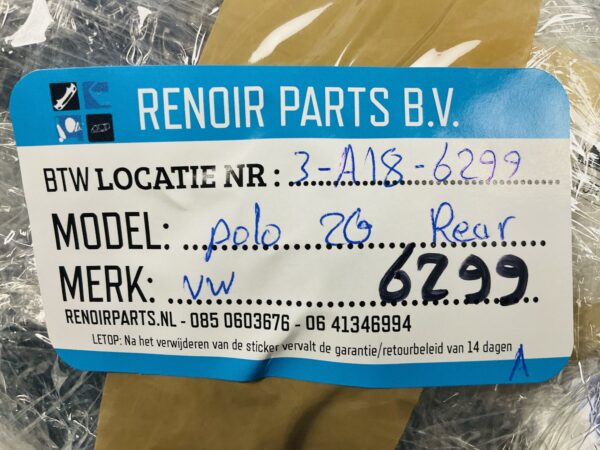 RENOIR PARTS B.V.
BTW LOCATIE NR: 3-A18-6299
MODEL: polo 2G Rear
MERK: VW 6299
RENOIRPARTS.NL - 085 0603676 - 06 41346994
LETOP: Na het verwijderen van de sticker vervalt de garantie/retourbeleid van 14 dagen
A